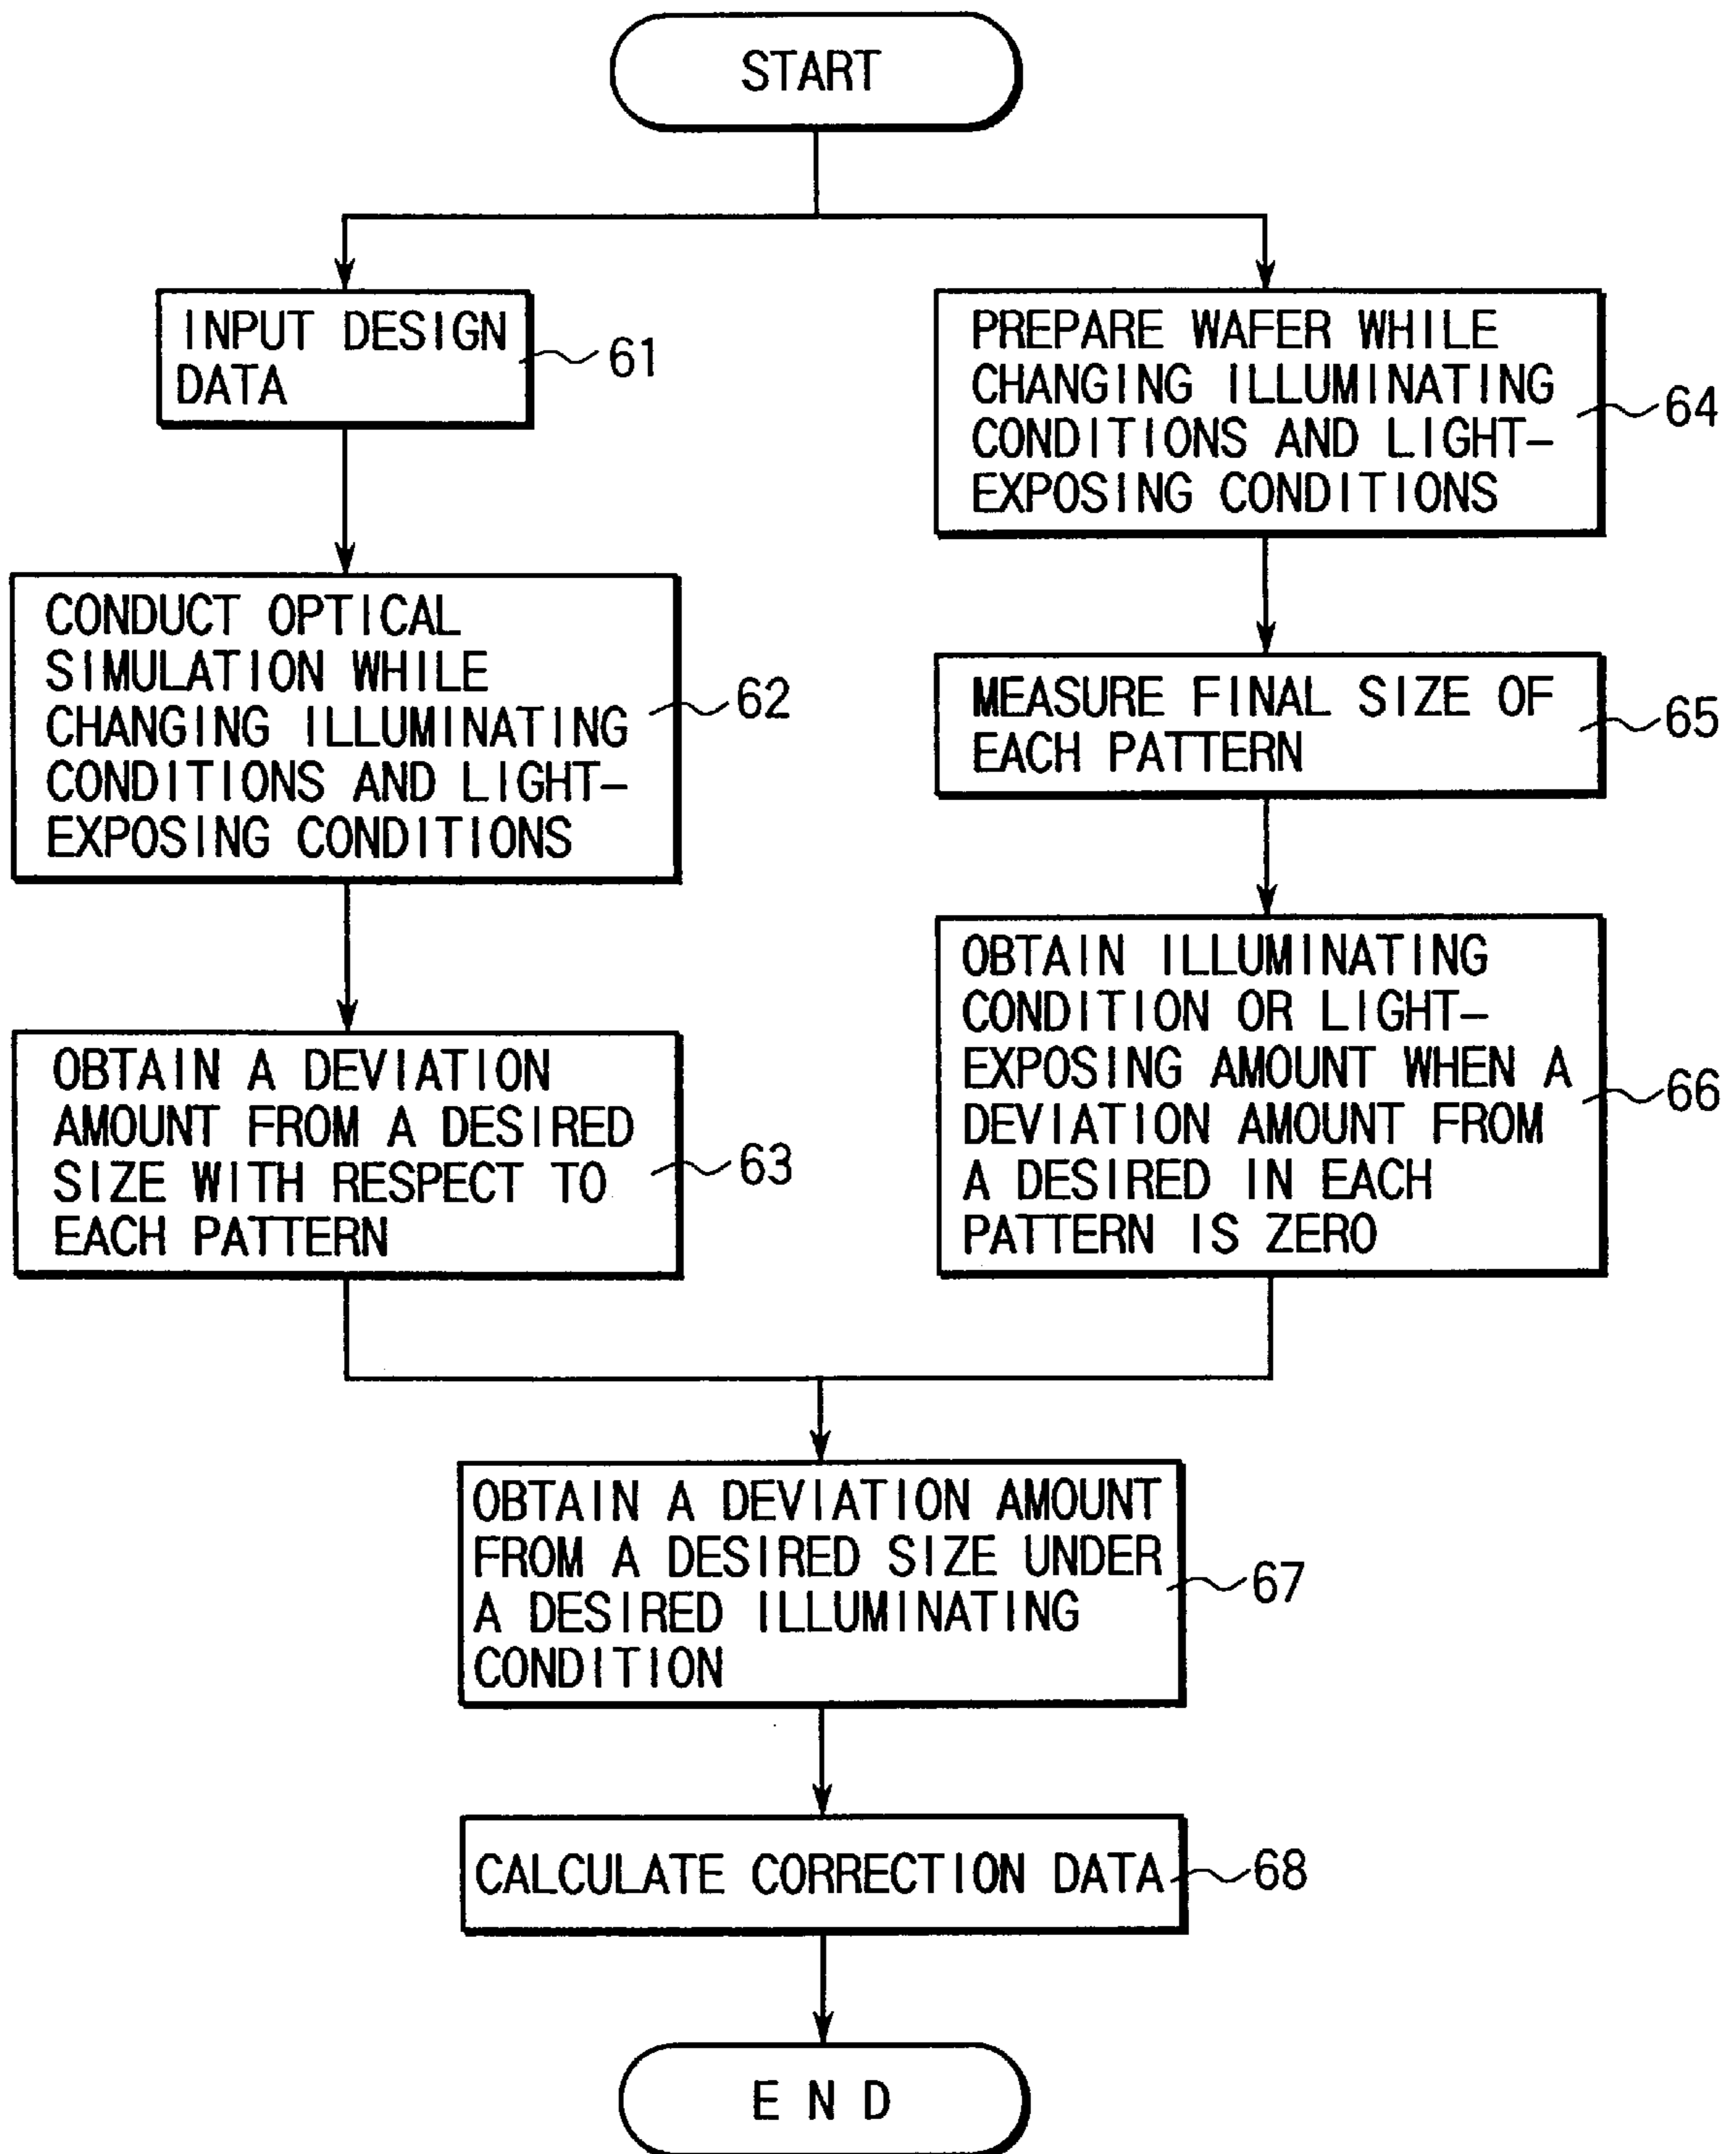 START
INPUT DESIGN
DATA
61
CONDUCT OPTICAL
SIMULATION WHILE
CHANGING ILLUMINATING
CONDITIONS AND LIGHT-
EXPOSING CONDITIONS
62
OBTAIN A DEVIATION
AMOUNT FROM A DESIRED
SIZE WITH RESPECT TO
EACH PATTERN
63
PREPARE WAFER WHILE
CHANGING ILLUMINATING
CONDITIONS AND LIGHT-
EXPOSING CONDITIONS
64
MEASURE FINAL SIZE OF
EACH PATTERN
65
OBTAIN ILLUMINATING
CONDITION OR LIGHT-
EXPOSING AMOUNT WHEN A
DEVIATION AMOUNT FROM
A DESIRED IN EACH
PATTERN IS ZERO
66
OBTAIN A DEVIATION AMOUNT
FROM A DESIRED SIZE UNDER
A DESIRED ILLUMINATING
CONDITION
67
CALCULATE CORRECTION DATA
68
END